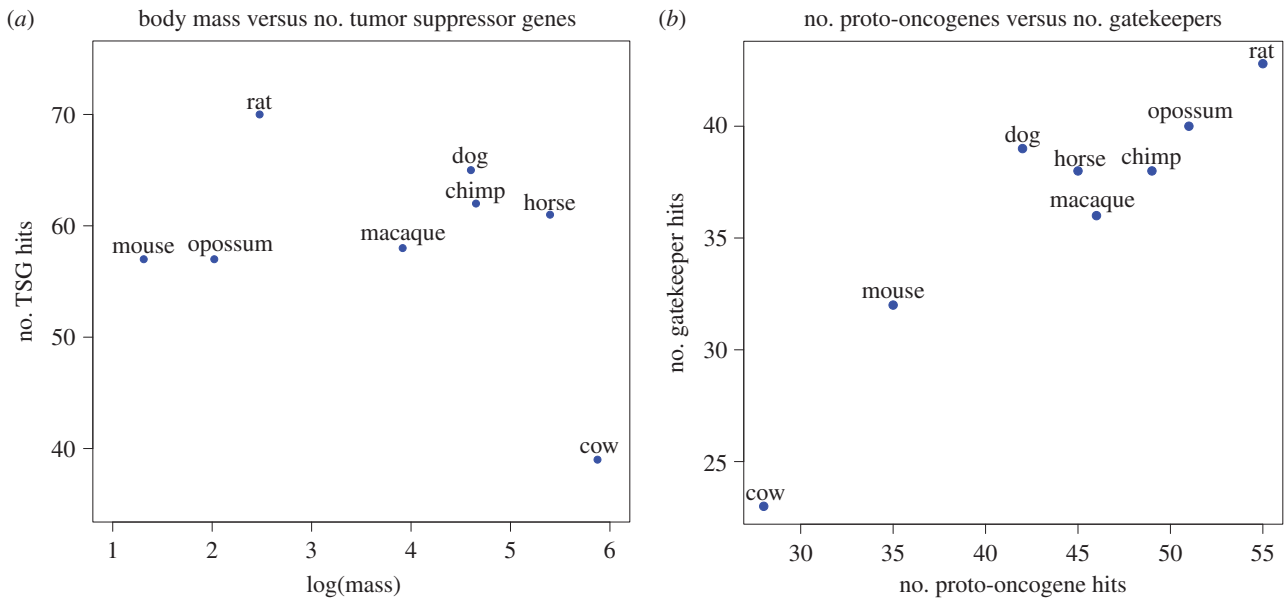 (a) body mass versus no. tumor suppressor genes
no. TSG hits
70
60
50
40
rat
dog
chimp
horse
macaque
mouse opossum
cow
1 2 3 4 5 6
log(mass)
(b) no. proto-oncogenes versus no. gatekeepers
no. gatekeeper hits
40
35
30
25
rat
opossum
dog
horse chimp
macaque
mouse
cow
30 35 40 45 50 55
no. proto-oncogene hits